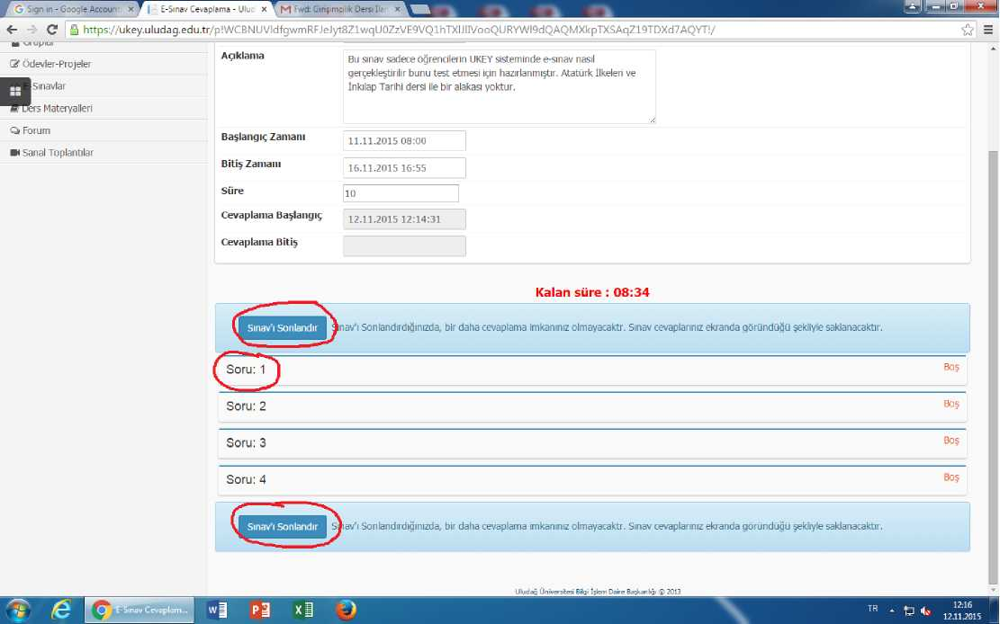 Sign in - Google Account
E-Sınav Cevaplama - Ulud
Fwd: Girişimçilik Dersi İlan
https://ukey.uludag.edu.tr/
Gruplar
Ödevler-Projeler
E-Sınavlar
Ders Materyalleri
Forum
Sanal Toplantılar
Açıklama
Bu sınav sadece öğrencilerin UKEY sisteminde e-sınav nasıl
gerçekleştirilir bunu test etmesi için hazırlanmıştır. Atatürk İlkeleri ve
İnkılap Tarihi dersi ile bir alakası yoktur.
Başlangıç Zamanı
11.11.2015 08:00
Bitiş Zamanı
16.11.2015 16:55
Süre
10
Cevaplama Başlangıç
12.11.2015 12:14:31
Cevaplama Bitiş
Kalan süre : 08:34
Sınav'ı Sonlandır Sınav'ı Sonlandırdığınızda, bir daha cevaplama imkanınız olmayacaktr. Sınav cevaplarınız ekranda göründüğü şekliyle saklanacaktır.
Soru: 1 Boş
Soru: 2 Boş
Soru: 3 Boş
Soru: 4 Boş
Sınav'ı Sonlandır Sınav'ı Sonlandırdığınızda, bir daha cevaplama imkanınız olmayacaktr. Sınav cevaplarınız ekranda göründüğü şekliyle saklanacaktır.
Uludağ Üniversitesi Bilgi İşlem Daire Başkanlığı © 2013
E-Sınav Cevaplam...
TR
12:16
12.11.2015